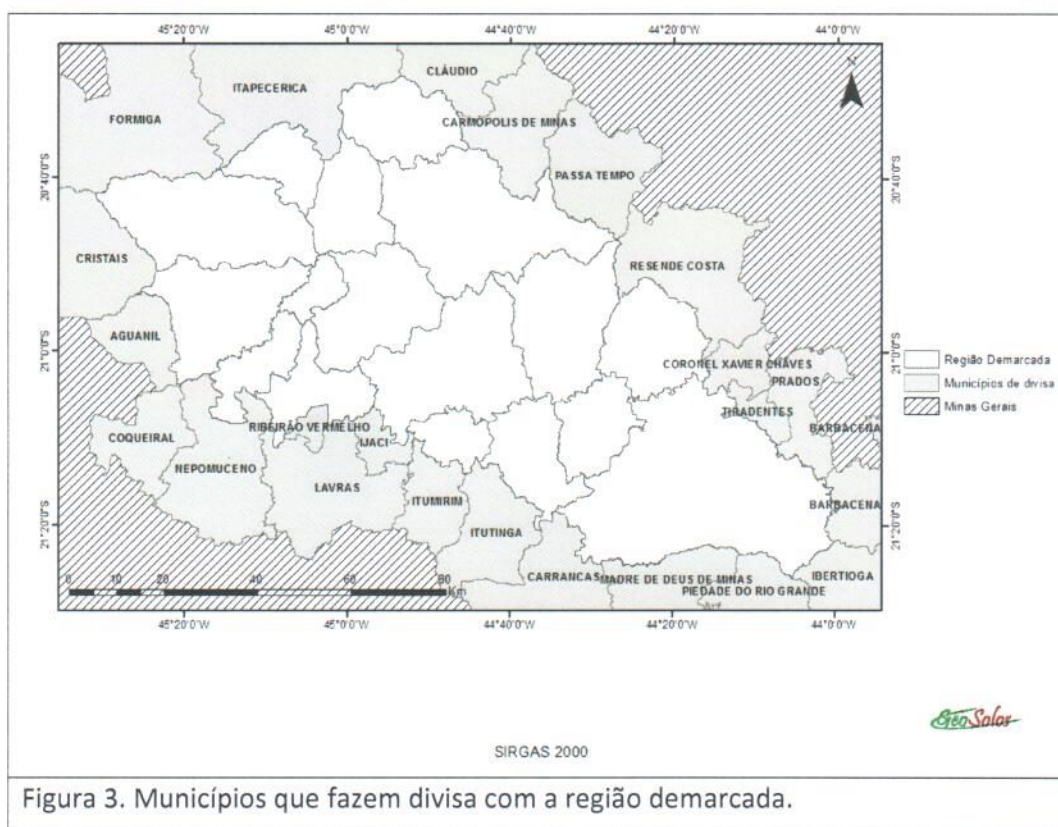 45°20'0"W 45°0'0"W 44°40'0"W 44°20'0"W 44°0'0"W
N
CLÁUDIO
ITAPECERICA
FORMIGA
CARMÓPOLIS DE MINAS
PASSA TEMPO
20°40'0"S 20°40'0"S
CRISTAIS
RESENDE COSTA
AGUANIL
21°0'0"S 21°0'0"S
CORONEL XAVIER CHAVES
PRADOS
Região Demarcada
Municípios de divisa
Minas Gerais
TIRADENTES
RIBEIRÃO VERMELHO
BARBACENA
COQUEIRAL
IJACI
NEPOMUCENO
LAVRAS
ITUMIRIM
BARBACENA
ITUTINGA
21°20'0"S 21°20'0"S
CARRANCAS
MADRE DE DEUS DE MINAS
IBERTIOGA
PIEDADE DO RIO GRANDE
0 10 20 40 60 80
Km
45°20'0"W 45°0'0"W 44°40'0"W 44°20'0"W 44°0'0"W
GeoSolos
SIRGAS 2000
Figura 3. Municípios que fazem divisa com a região demarcada.